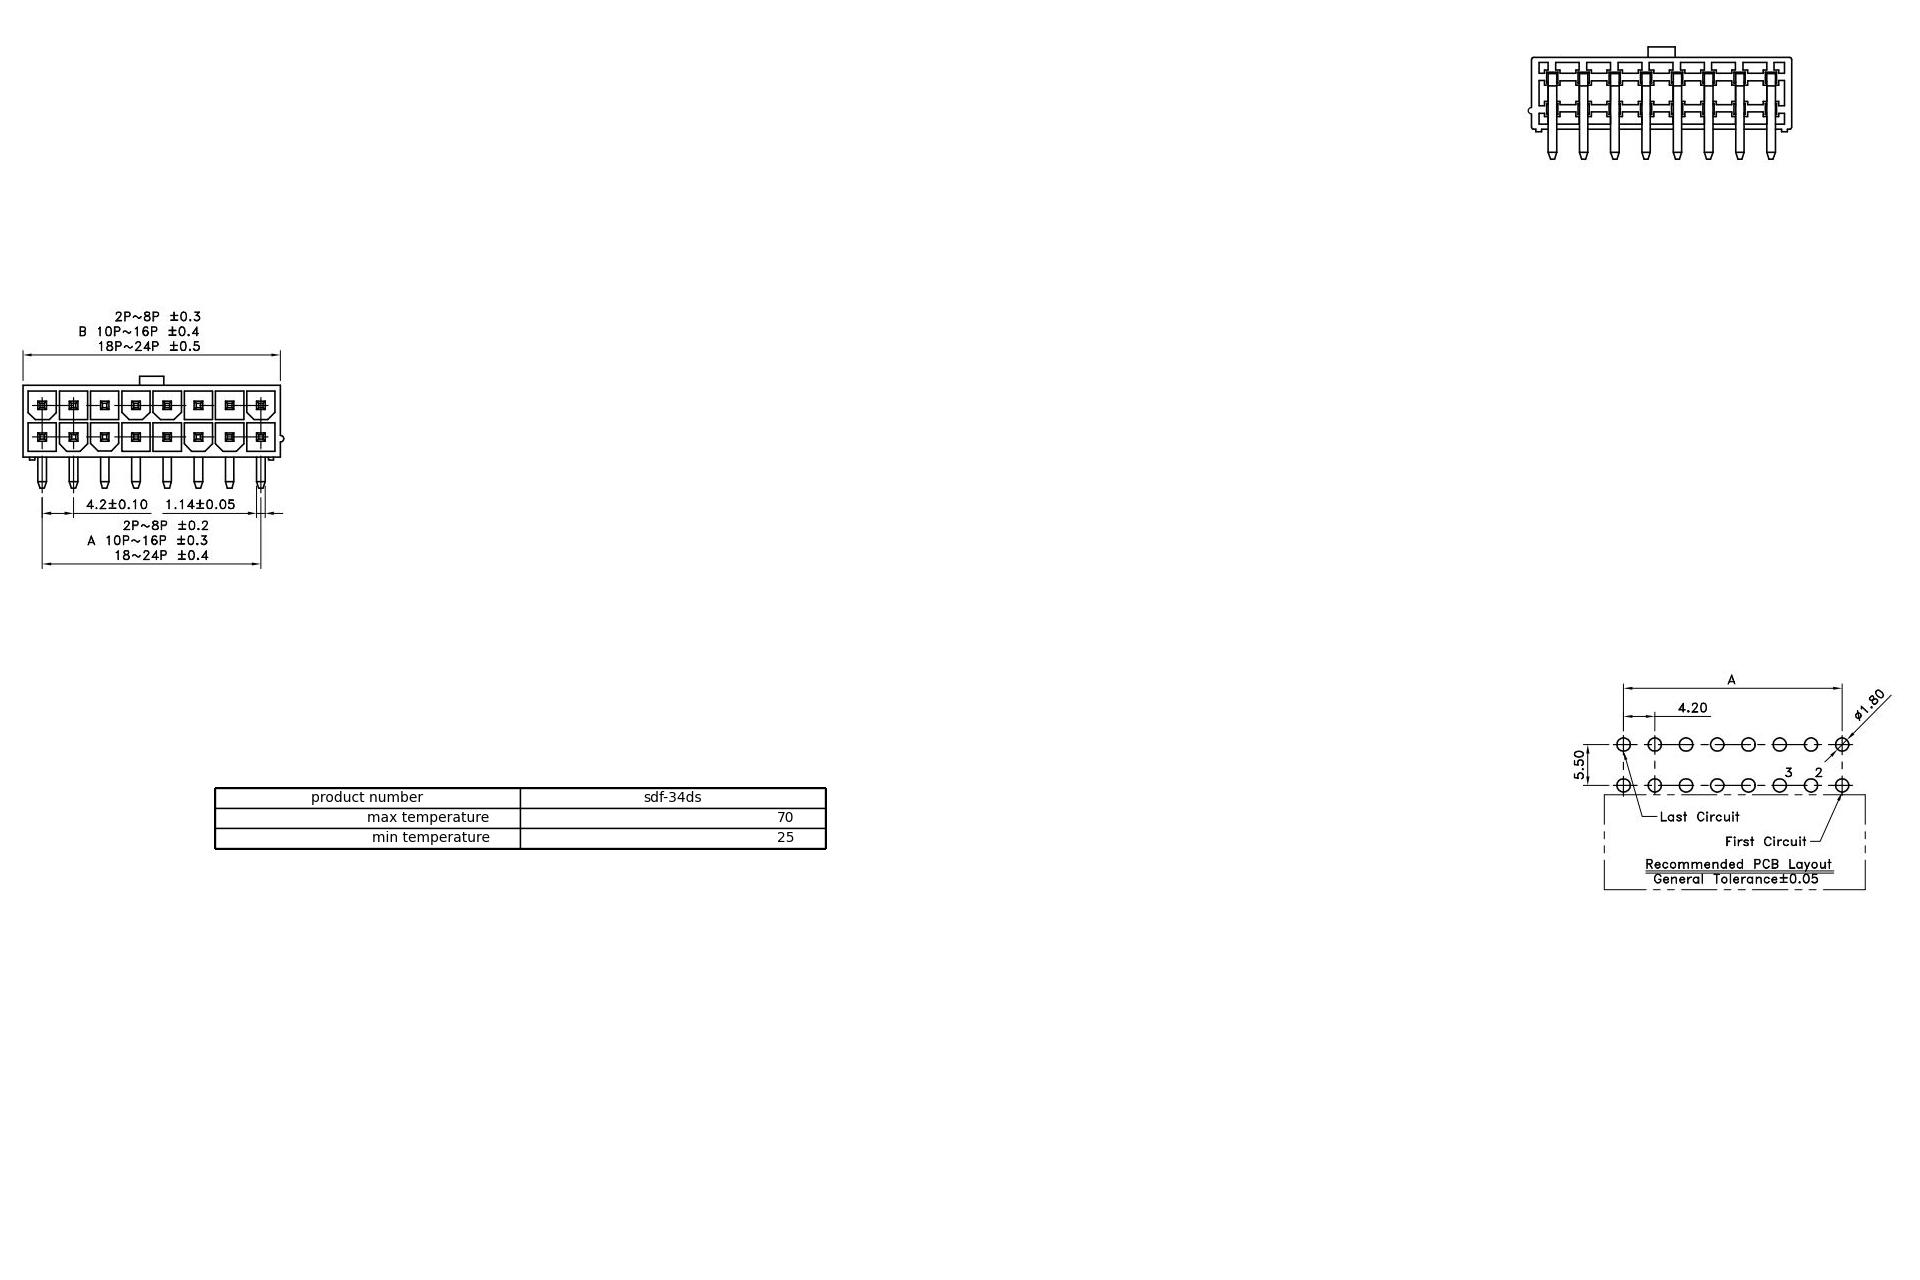 2P~8P ±0.3
B 10P~16P ±0.4
18P~24P ±0.5
4.2±0.10 1.14±0.05
2P~8P ±0.2
A 10P~16P ±0.3
18~24P ±0.4
A
4.20
ø1.80
5.50
3 2
Last Circuit
First Circuit
Recommended PCB Layout
General Tolerance±0.05
product number sdf-34ds
max temperature 70
min temperature 25